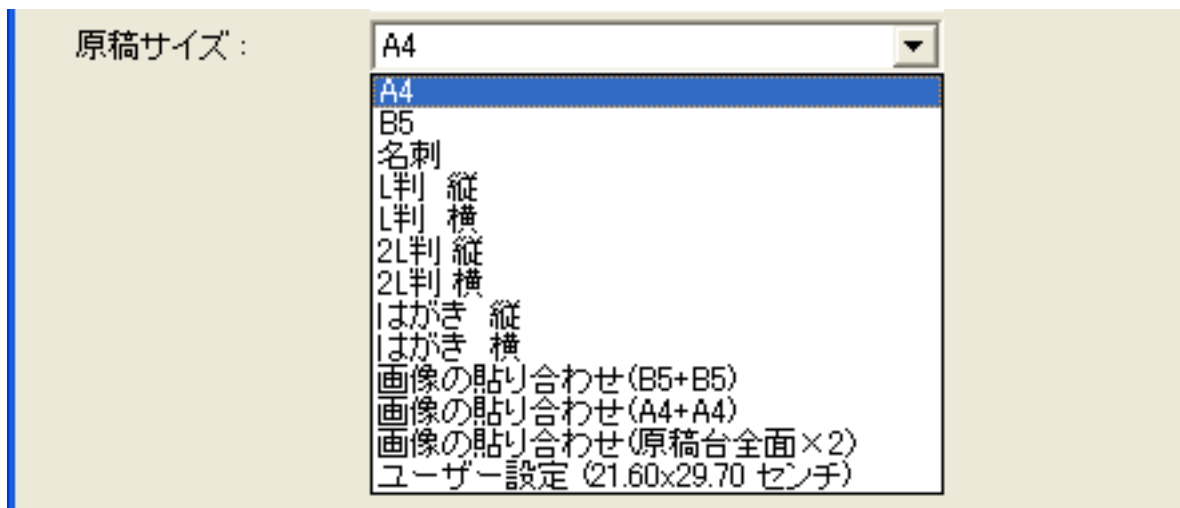 原稿サイズ: A4
A4
B5
名刺
L判 縦
L判 横
2L判 縦
2L判 横
はがき 縦
はがき 横
画像の貼り合わせ(B5+B5)
画像の貼り合わせ(A4+A4)
画像の貼り合わせ(原稿台全面×2)
ユーザー設定 (21.60x29.70 センチ)